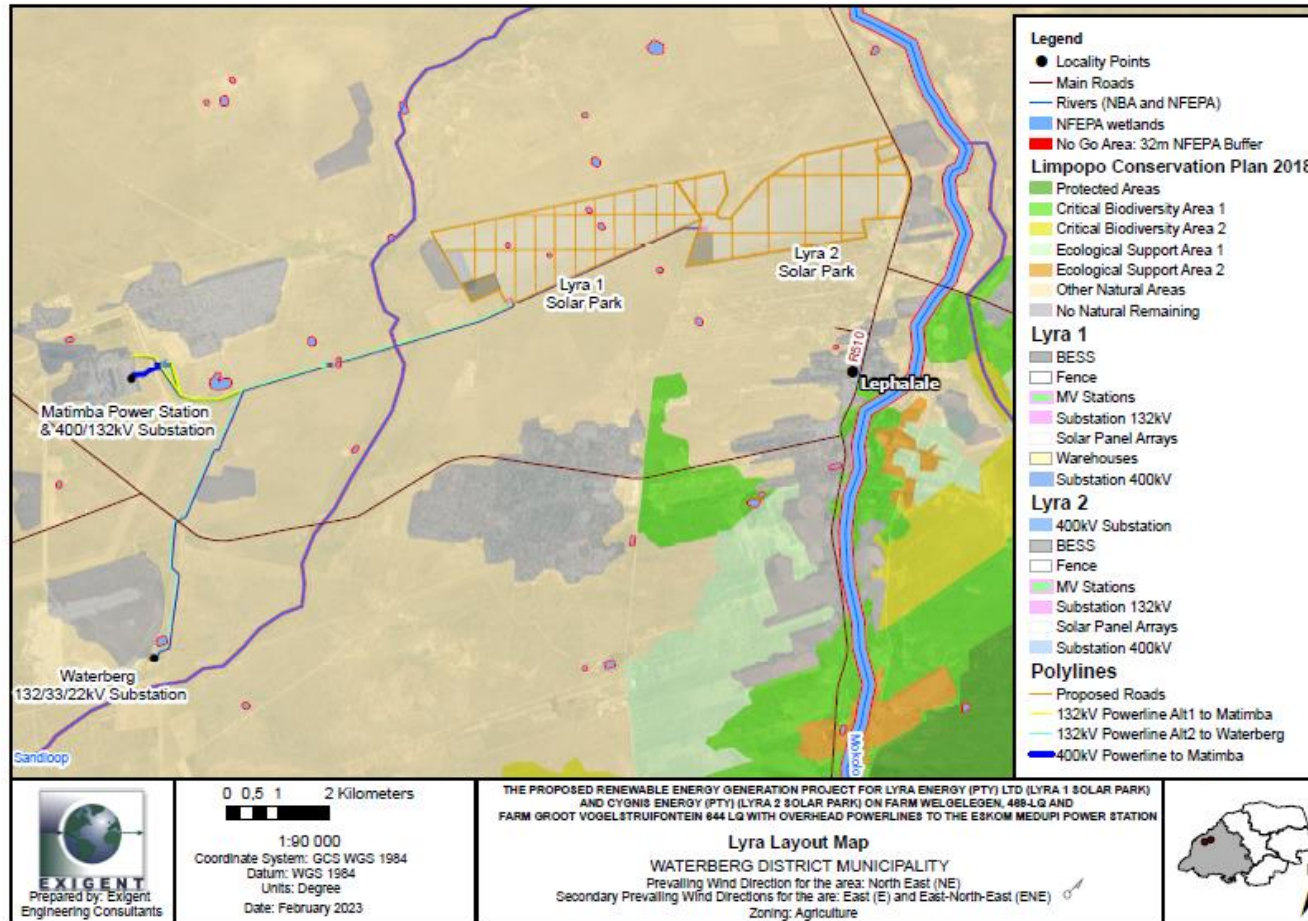 Lyra 2
Solar Park
Lyra 1
Solar Park
R510
Lephalale
Matimba Power Station
& 400/132kV Substation
Waterberg
132/33/22kV Substation
Sandloop
Mokolo
Legend
Locality Points
Main Roads
Rivers (NBA and NFEPA)
NFEPA wetlands
No Go Area: 32m NFEPA Buffer
Limpopo Conservation Plan 2018
Protected Areas
Critical Biodiversity Area 1
Critical Biodiversity Area 2
Ecological Support Area 1
Ecological Support Area 2
Other Natural Areas
No Natural Remaining
Lyra 1
BESS
Fence
MV Stations
Substation 132kV
Solar Panel Arrays
Warehouses
Substation 400kV
Lyra 2
400kV Substation
BESS
Fence
MV Stations
Substation 132kV
Solar Panel Arrays
Substation 400kV
Polylines
Proposed Roads
132kV Powerline Alt1 to Matimba
132kV Powerline Alt2 to Waterberg
400kV Powerline to Matimba
EXIGENT
Prepared by: Exigent
Engineering Consultants
0 0,5 1 2 Kilometers
1:90 000
Coordinate System: GCS WGS 1984
Datum: WGS 1984
Units: Degree
Date: February 2023
THE PROPOSED RENEWABLE ENERGY GENERATION PROJECT FOR LYRA ENERGY (PTY) LTD (LYRA 1 SOLAR PARK)
AND CYGNIS ENERGY (PTY) (LYRA 2 SOLAR PARK) ON FARM WELGELEGEN, 468-LQ AND
FARM GROOT VOGELSTRUIFONTEIN 644 LQ WITH OVERHEAD POWERLINES TO THE ESKOM MEDUPI POWER STATION
Lyra Layout Map
WATERBERG DISTRICT MUNICIPALITY
Prevailing Wind Direction for the area: North East (NE)
Secondary Prevailing Wind Directions for the are: East (E) and East-North-East (ENE)
Zoning: Agriculture